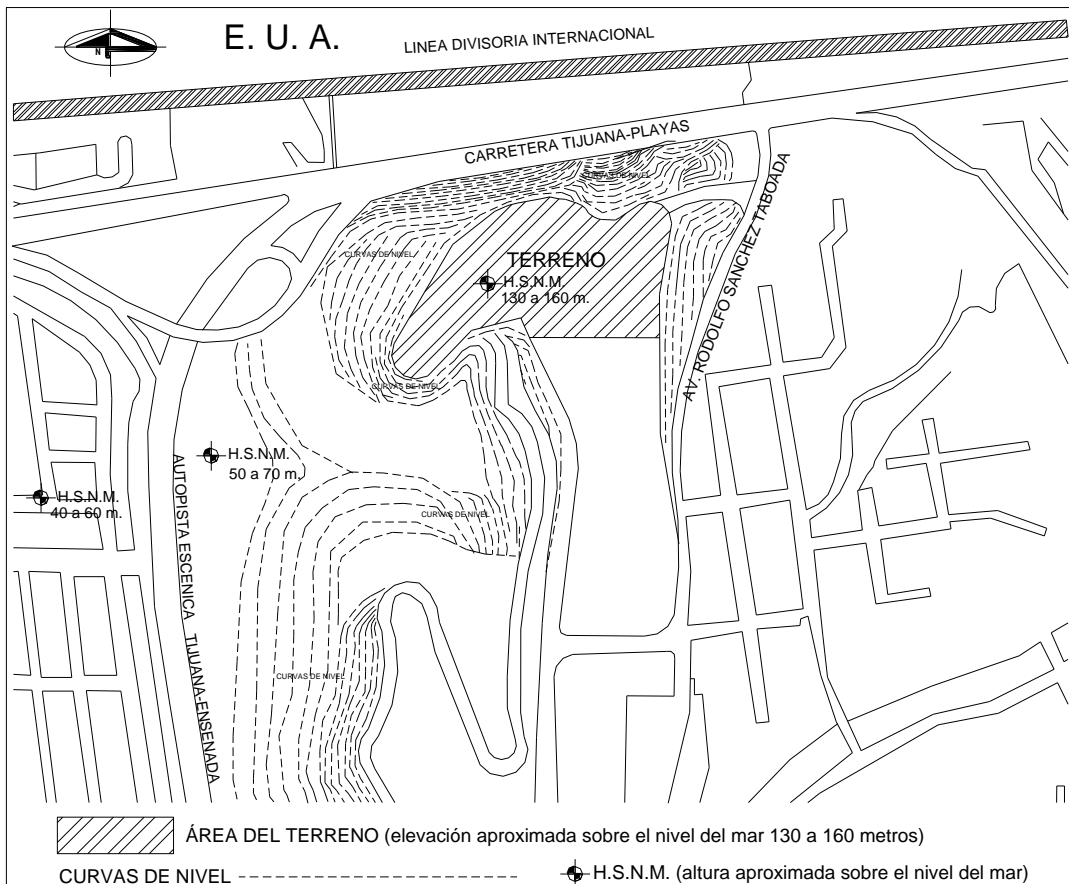 E. U. A.
LINEA DIVISORIA INTERNACIONAL
N
CARRETERA TIJUANA-PLAYAS
CURVAS DE NIVEL
AV. RODOLFO SANCHEZ TABOADA
CURVAS DE NIVEL
TERRENO
H.S.N.M.
130 a 160 m.
CURVAS DE NIVEL
H.S.N.M.
50 a 70 m.
H.S.N.M.
40 a 60 m.
AUTOPISTA ESCENICA TIJUANA-ENSENADA
CURVAS DE NIVEL
CURVAS DE NIVEL
ÁREA DEL TERRENO (elevación aproximada sobre el nivel del mar 130 a 160 metros)
CURVAS DE NIVEL
H.S.N.M. (altura aproximada sobre el nivel del mar)